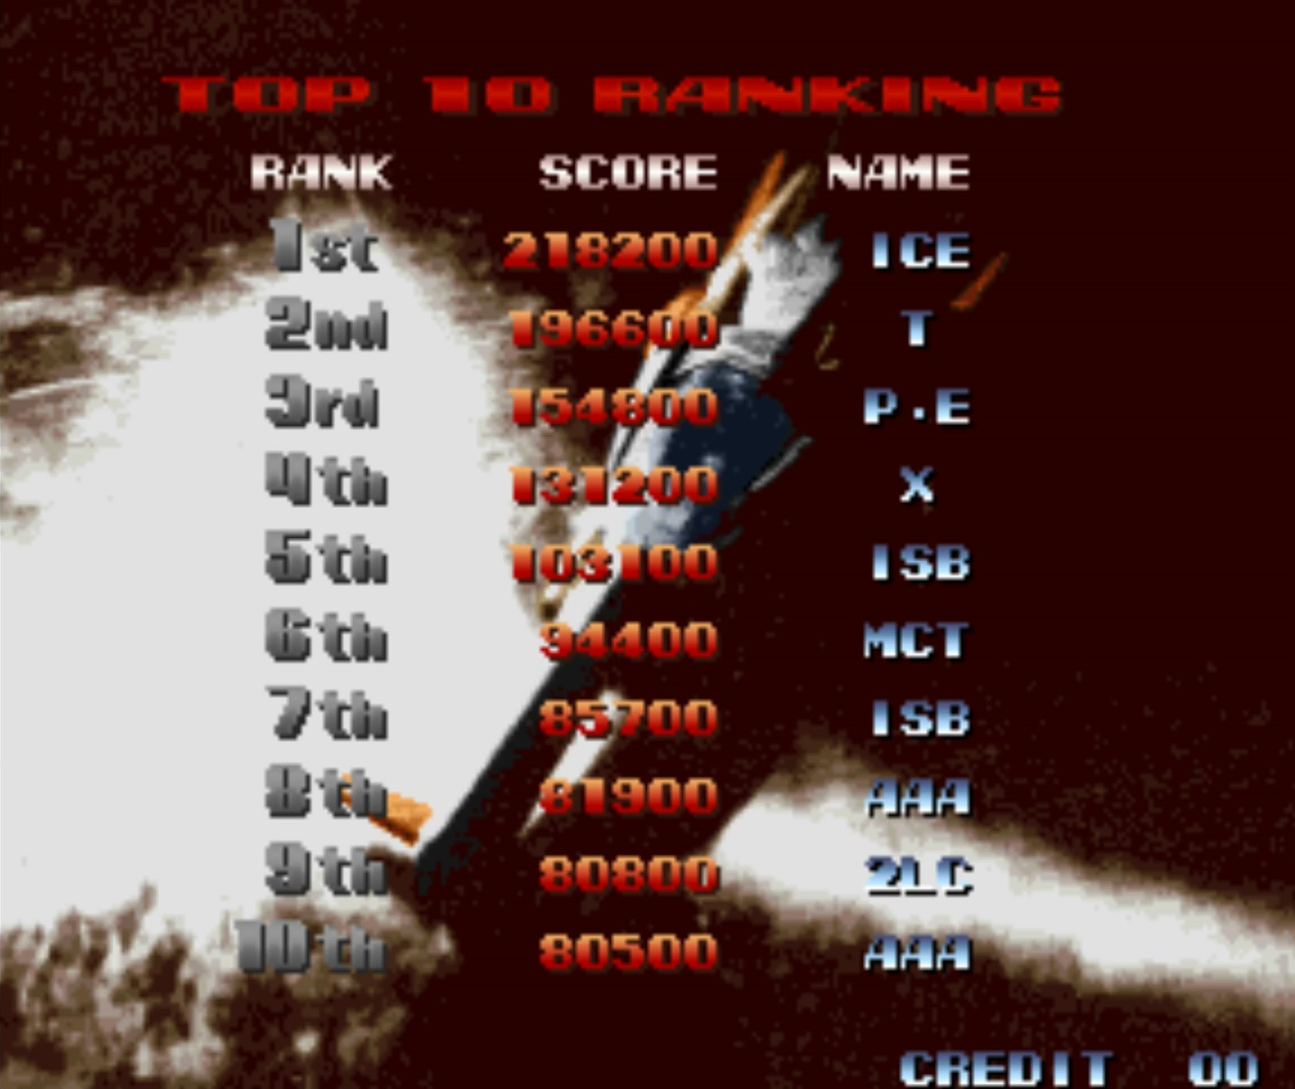 TOP 10 RANKING
RANK SCORE NAME
1st 218200 ICE
2nd 196600 T
3rd 154800 P.E
4th 131200 X
5th 103100 ISB
6th 94400 MCT
7th 85700 ISB
8th 81900 AAA
9th 80800 2LC
10th 80500 AAA
CREDIT 00